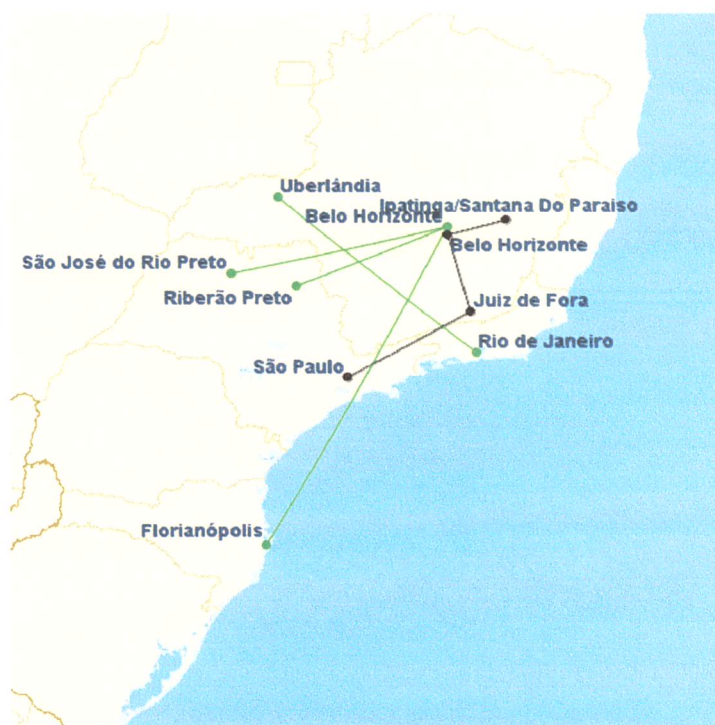 Uberlândia
Ipatinga/Santana Do Paraiso
Belo Horizonte
Belo Horizonte
São José do Rio Preto
Riberão Preto
Juiz de Fora
Rio de Janeiro
São Paulo
Florianópolis